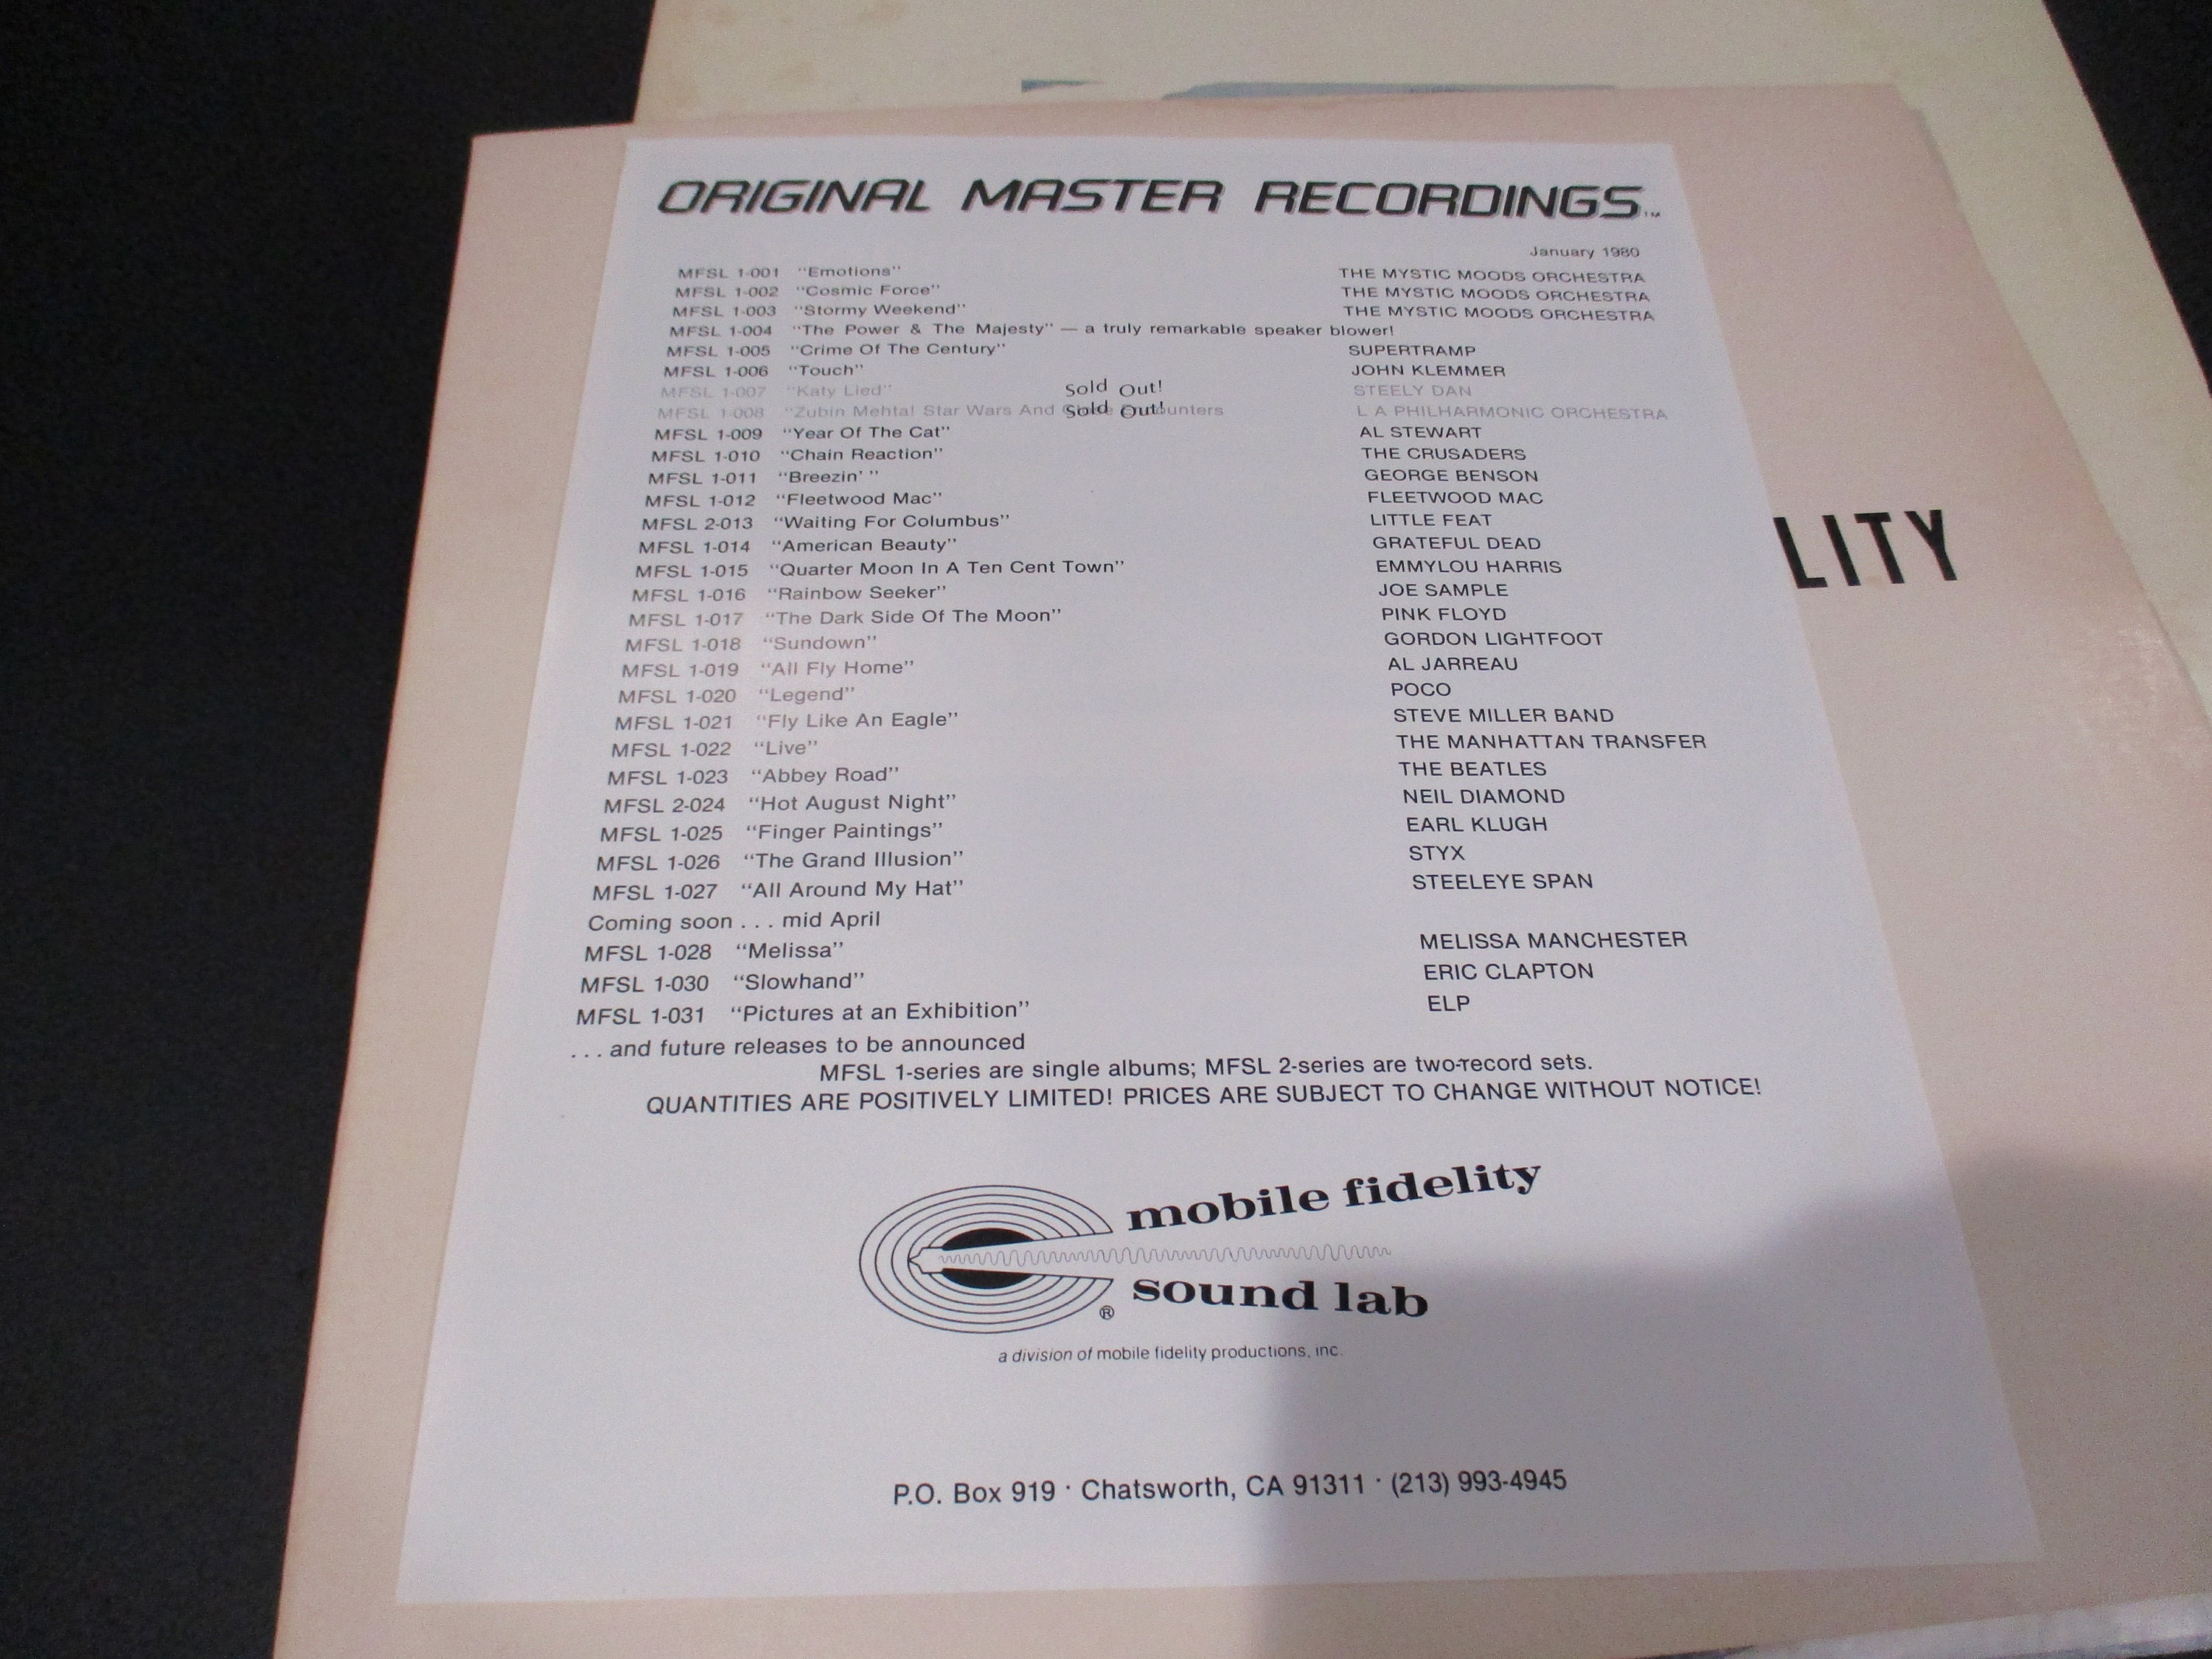 ORIGINAL MASTER RECORDINGS™
January 1980
MFSL 1-001 “Emotions” THE MYSTIC MOODS ORCHESTRA
MFSL 1-002 “Cosmic Force” THE MYSTIC MOODS ORCHESTRA
MFSL 1-003 “Stormy Weekend” THE MYSTIC MOODS ORCHESTRA
MFSL 1-004 “The Power & The Majesty” — a truly remarkable speaker blower!
MFSL 1-005 “Crime Of The Century” SUPERTRAMP
MFSL 1-006 “Touch” JOHN KLEMMER
MFSL 1-007 “Katy Lied” Sold Out! STEELY DAN
MFSL 1-008 “Zubin Mehta! Star Wars And Sold Out! L A PHILHARMONIC ORCHESTRA
MFSL 1-009 “Year Of The Cat” AL STEWART
MFSL 1-010 “Chain Reaction” THE CRUSADERS
MFSL 1-011 “Breezin’ ” GEORGE BENSON
MFSL 1-012 “Fleetwood Mac” FLEETWOOD MAC
MFSL 2-013 “Waiting For Columbus” LITTLE FEAT
MFSL 1-014 “American Beauty” GRATEFUL DEAD
MFSL 1-015 “Quarter Moon In A Ten Cent Town” EMMYLOU HARRIS
MFSL 1-016 “Rainbow Seeker” JOE SAMPLE
MFSL 1-017 “The Dark Side Of The Moon” PINK FLOYD
MFSL 1-018 “Sundown” GORDON LIGHTFOOT
MFSL 1-019 “All Fly Home” AL JARREAU
MFSL 1-020 “Legend” POCO
MFSL 1-021 “Fly Like An Eagle” STEVE MILLER BAND
MFSL 1-022 “Live” THE MANHATTAN TRANSFER
MFSL 1-023 “Abbey Road” THE BEATLES
MFSL 2-024 “Hot August Night” NEIL DIAMOND
MFSL 1-025 “Finger Paintings” EARL KLUGH
MFSL 1-026 “The Grand Illusion” STYX
MFSL 1-027 “All Around My Hat” STEELEYE SPAN
Coming soon . . . mid April
MFSL 1-028 “Melissa” MELISSA MANCHESTER
MFSL 1-030 “Slowhand” ERIC CLAPTON
MFSL 1-031 “Pictures at an Exhibition” ELP
. . . and future releases to be announced
MFSL 1-series are single albums; MFSL 2-series are two-record sets.
QUANTITIES ARE POSITIVELY LIMITED! PRICES ARE SUBJECT TO CHANGE WITHOUT NOTICE!
mobile fidelity
sound lab
®
a division of mobile fidelity productions, inc.
P.O. Box 919 · Chatsworth, CA 91311 · (213) 993-4945
LITY